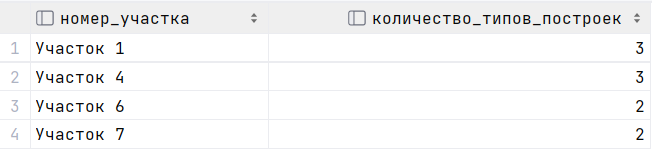 номер_участка количество_типов_построек
1 Участок 1 3
2 Участок 4 3
3 Участок 6 2
4 Участок 7 2